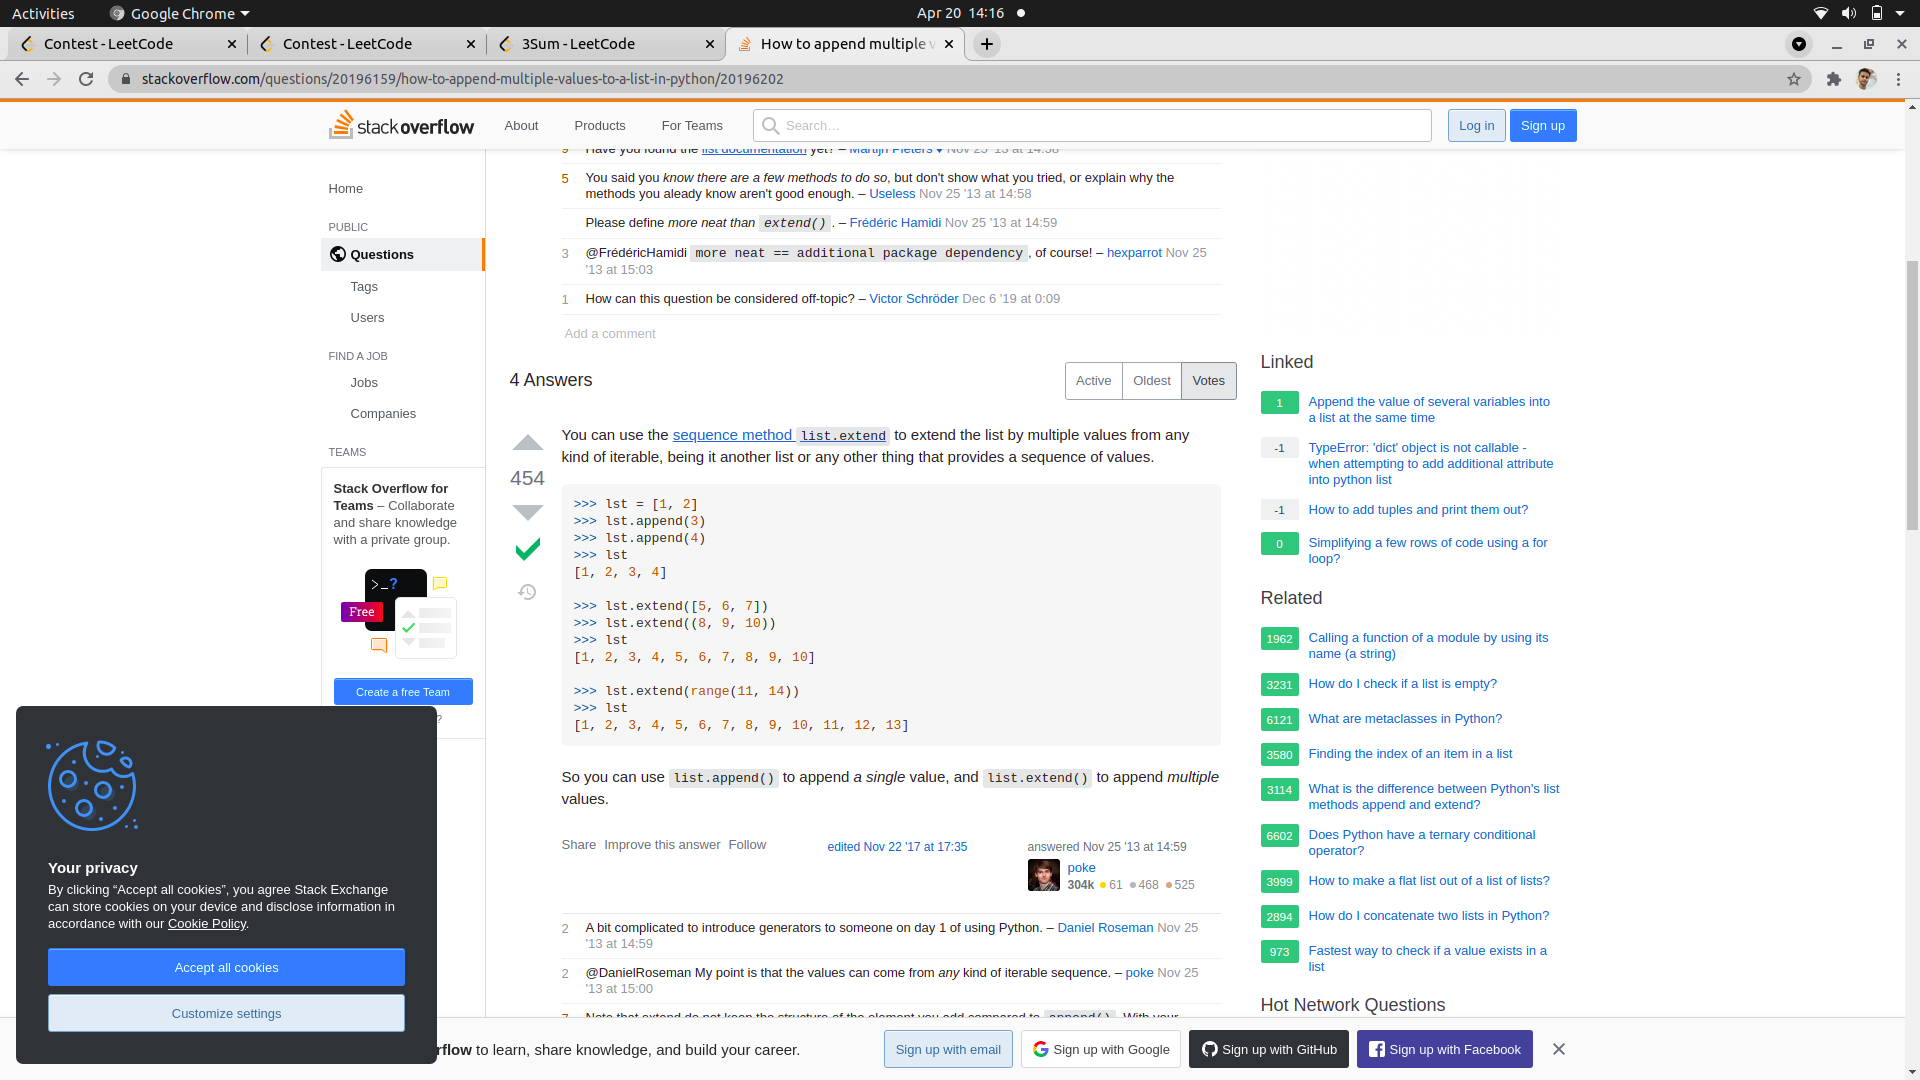 Activities
Google Chrome
Apr 20 14:16
Contest - LeetCode
Contest - LeetCode
3Sum - LeetCode
How to append multiple v
stackoverflow.com/questions/20196159/how-to-append-multiple-values-to-a-list-in-python/20196202
stackoverflow
About
Products
For Teams
Search…
Log in
Sign up
9 Have you found the list documentation yet? – Martijn Pieters ♦ Nov 25 '13 at 14:58
Home
PUBLIC
Questions
Tags
Users
FIND A JOB
Jobs
Companies
TEAMS
Stack Overflow for
Teams – Collaborate
and share knowledge
with a private group.
>_?
Free
Create a free Team
?
5 You said you know there are a few methods to do so, but don't show what you tried, or explain why the
methods you aleady know aren't good enough. – Useless Nov 25 '13 at 14:58
Please define more neat than extend() . – Frédéric Hamidi Nov 25 '13 at 14:59
3 @FrédéricHamidi more neat == additional package dependency , of course! – hexparrot Nov 25
'13 at 15:03
1 How can this question be considered off-topic? – Victor Schröder Dec 6 '19 at 0:09
Add a comment
4 Answers
Active
Oldest
Votes
454
You can use the sequence method list.extend to extend the list by multiple values from any
kind of iterable, being it another list or any other thing that provides a sequence of values.
>>> lst = [1, 2]
>>> lst.append(3)
>>> lst.append(4)
>>> lst
[1, 2, 3, 4]
>>> lst.extend([5, 6, 7])
>>> lst.extend((8, 9, 10))
>>> lst
[1, 2, 3, 4, 5, 6, 7, 8, 9, 10]
>>> lst.extend(range(11, 14))
>>> lst
[1, 2, 3, 4, 5, 6, 7, 8, 9, 10, 11, 12, 13]
So you can use list.append() to append a single value, and list.extend() to append multiple
values.
Share Improve this answer Follow
edited Nov 22 '17 at 17:35
answered Nov 25 '13 at 14:59
poke
304k 61 468 525
2 A bit complicated to introduce generators to someone on day 1 of using Python. – Daniel Roseman Nov 25
'13 at 14:59
2 @DanielRoseman My point is that the values can come from any kind of iterable sequence. – poke Nov 25
'13 at 15:00
7 Note that extend do not keep the structure of the element you add compared to append() . With your
Linked
1 Append the value of several variables into
a list at the same time
-1 TypeError: 'dict' object is not callable -
when attempting to add additional attribute
into python list
-1 How to add tuples and print them out?
0 Simplifying a few rows of code using a for
loop?
Related
1962 Calling a function of a module by using its
name (a string)
3231 How do I check if a list is empty?
6121 What are metaclasses in Python?
3580 Finding the index of an item in a list
3114 What is the difference between Python's list
methods append and extend?
6602 Does Python have a ternary conditional
operator?
3999 How to make a flat list out of a list of lists?
2894 How do I concatenate two lists in Python?
973 Fastest way to check if a value exists in a
list
Hot Network Questions
Your privacy
By clicking “Accept all cookies”, you agree Stack Exchange
can store cookies on your device and disclose information in
accordance with our Cookie Policy.
Accept all cookies
Customize settings
rflow to learn, share knowledge, and build your career.
Sign up with email
Sign up with Google
Sign up with GitHub
Sign up with Facebook